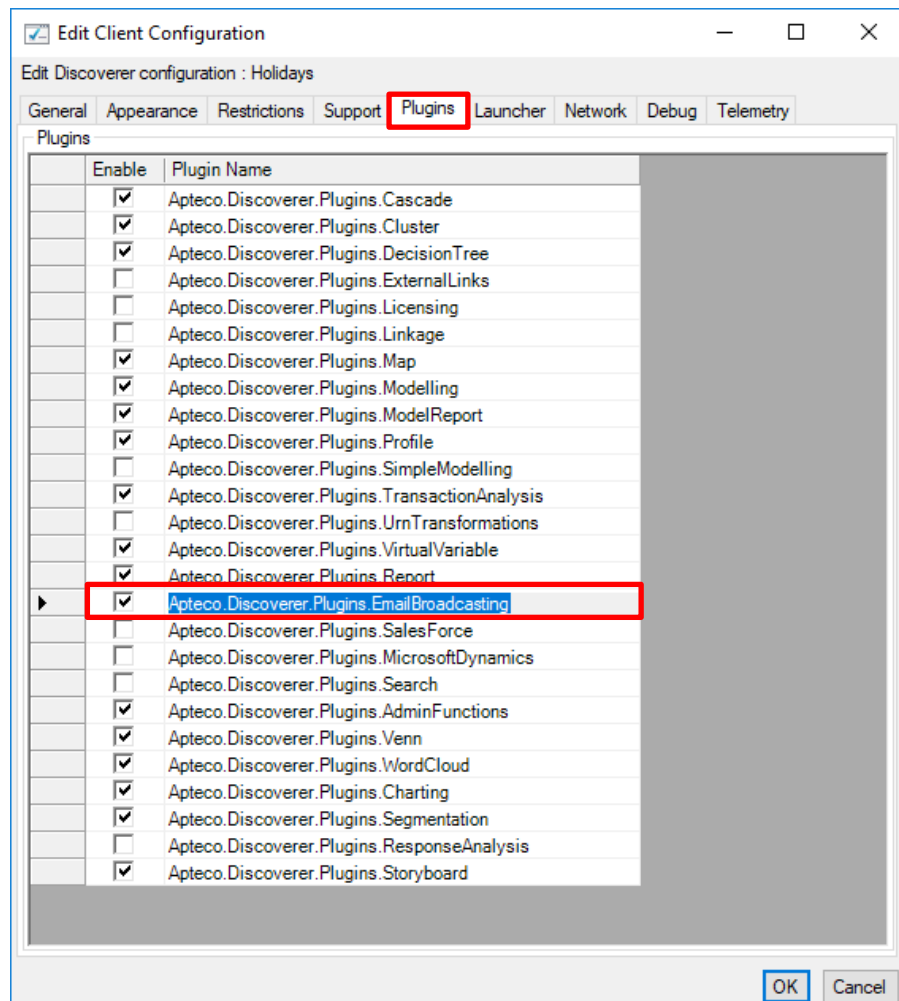 Edit Client Configuration
Edit Discoverer configuration : Holidays
General Appearance Restrictions Support Plugins Launcher Network Debug Telemetry
Plugins
Enable Plugin Name
Apteco.Discoverer.Plugins.Cascade
Apteco.Discoverer.Plugins.Cluster
Apteco.Discoverer.Plugins.DecisionTree
Apteco.Discoverer.Plugins.ExternalLinks
Apteco.Discoverer.Plugins.Licensing
Apteco.Discoverer.Plugins.Linkage
Apteco.Discoverer.Plugins.Map
Apteco.Discoverer.Plugins.Modelling
Apteco.Discoverer.Plugins.ModelReport
Apteco.Discoverer.Plugins.Profile
Apteco.Discoverer.Plugins.SimpleModelling
Apteco.Discoverer.Plugins.TransactionAnalysis
Apteco.Discoverer.Plugins.UrnTransformations
Apteco.Discoverer.Plugins.VirtualVariable
Apteco.Discoverer.Plugins.Report
Apteco.Discoverer.Plugins.EmailBroadcasting
Apteco.Discoverer.Plugins.SalesForce
Apteco.Discoverer.Plugins.MicrosoftDynamics
Apteco.Discoverer.Plugins.Search
Apteco.Discoverer.Plugins.AdminFunctions
Apteco.Discoverer.Plugins.Venn
Apteco.Discoverer.Plugins.WordCloud
Apteco.Discoverer.Plugins.Charting
Apteco.Discoverer.Plugins.Segmentation
Apteco.Discoverer.Plugins.ResponseAnalysis
Apteco.Discoverer.Plugins.Storyboard
OK Cancel